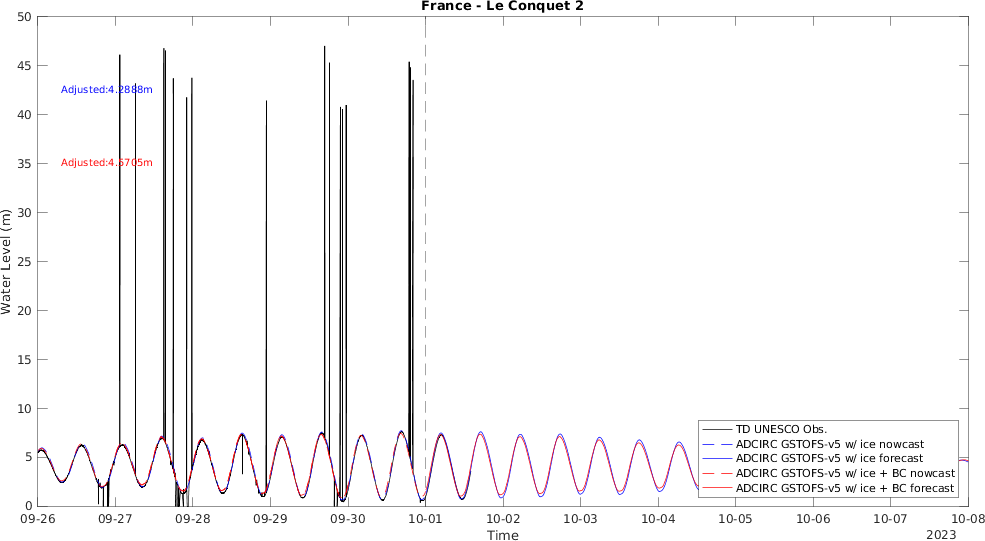 France - Le Conquet 2
50
45
40
35
30
25
20
15
10
5
0
Water Level (m)
Adjusted:4.2888m
Adjusted:4.5705m
TD UNESCO Obs.
ADCIRC GSTOFS-v5 w/ ice nowcast
ADCIRC GSTOFS-v5 w/ ice forecast
ADCIRC GSTOFS-v5 w/ ice + BC nowcast
ADCIRC GSTOFS-v5 w/ ice + BC forecast
09-26 09-27 09-28 09-29 09-30 10-01 10-02 10-03 10-04 10-05 10-06 10-07 10-08
Time
2023